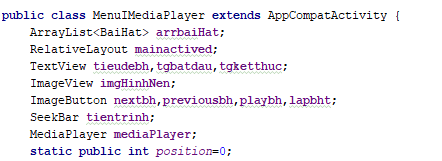 public class MenuIMediaPlayer extends AppCompatActivity {
ArrayList<BaiHat> arrbaiHat;
RelativeLayout mainactived;
TextView tieudebh,tgbatdau,tgketthuc;
ImageView imgHinhNen;
ImageButton nextbh,previousbh,playbh,lapbht;
SeekBar tientrinh;
MediaPlayer mediaPlayer;
static public int position=0;